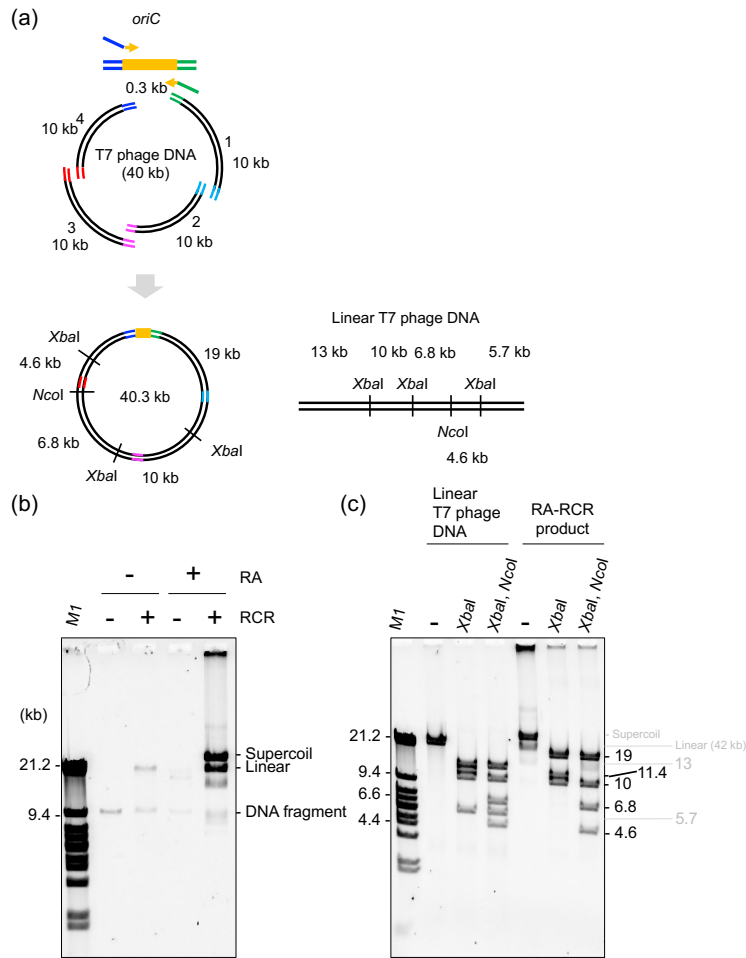 (a)
oriC
0.3 kb
4
10 kb
1
10 kb
T7 phage DNA
(40 kb)
2
10 kb
3
10 kb
XbaI
4.6 kb
19 kb
NcoI
40.3 kb
6.8 kb
XbaI
XbaI
10 kb
Linear T7 phage DNA
13 kb 10 kb 6.8 kb 5.7 kb
XbaI XbaI XbaI
NcoI
4.6 kb
(b)
- + RA
M1 - + - + RCR
(kb)
21.2
9.4
Supercoil
Linear
DNA fragment
(c)
Linear
T7 phage
DNA
RA-RCR
product
M1 - XbaI XbaI, NcoI - XbaI XbaI, NcoI
21.2
9.4
6.6
4.4
Supercoil
Linear (42 kb)
19
13
11.4
10
6.8
5.7
4.6